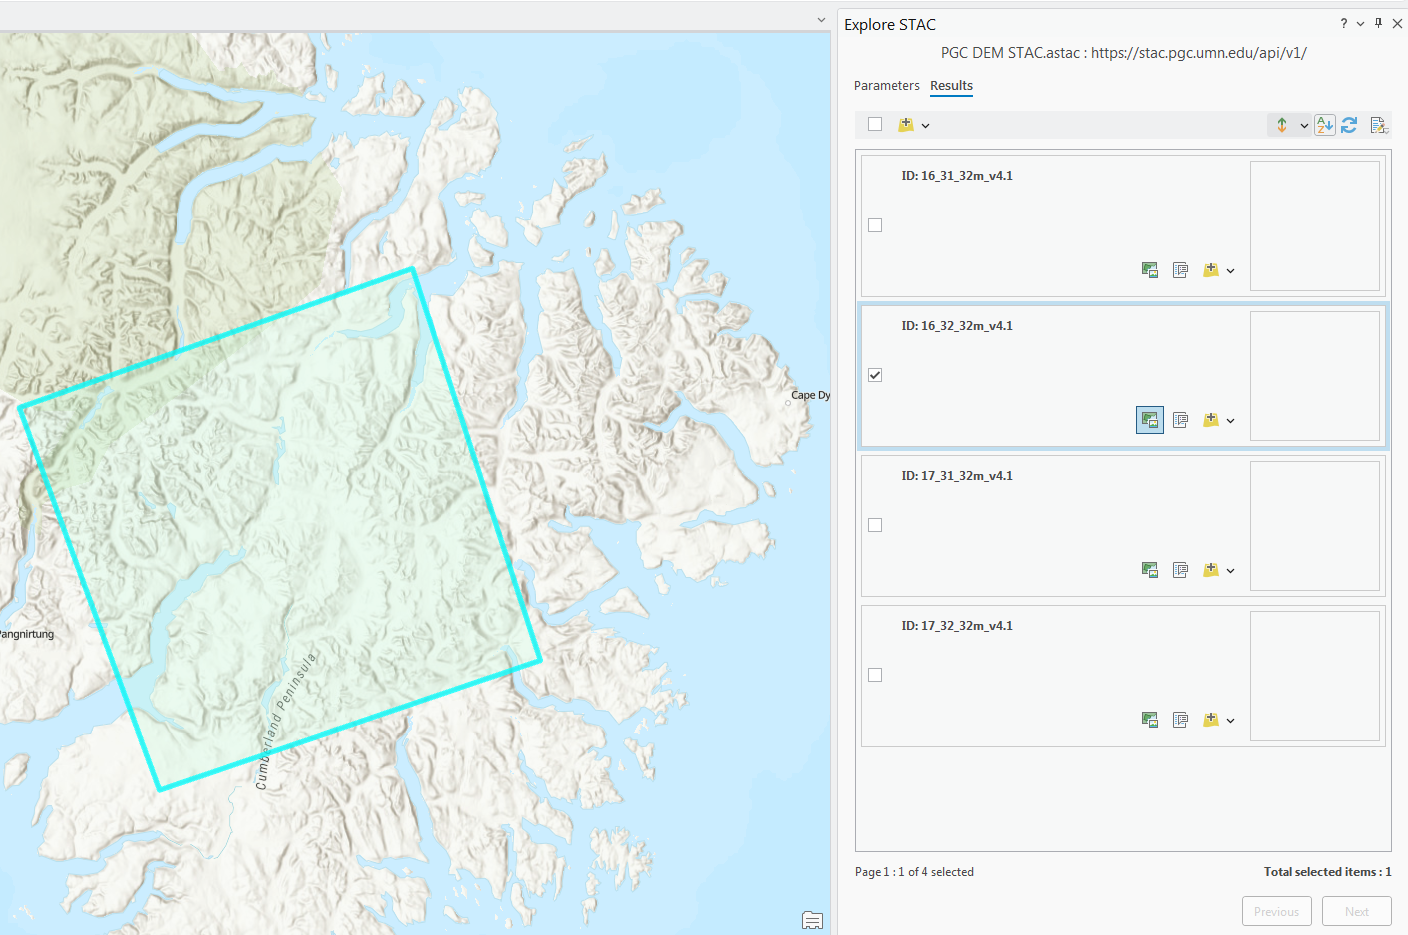 Explore STAC
?
PGC DEM STAC.astac : https://stac.pgc.umn.edu/api/v1/
Parameters Results
A
Z
ID: 16_31_32m_v4.1
ID: 16_32_32m_v4.1
ID: 17_31_32m_v4.1
ID: 17_32_32m_v4.1
Page 1 : 1 of 4 selected
Total selected items : 1
Previous Next
Cape Dy
Pangnirtung
Cumberland Peninsula